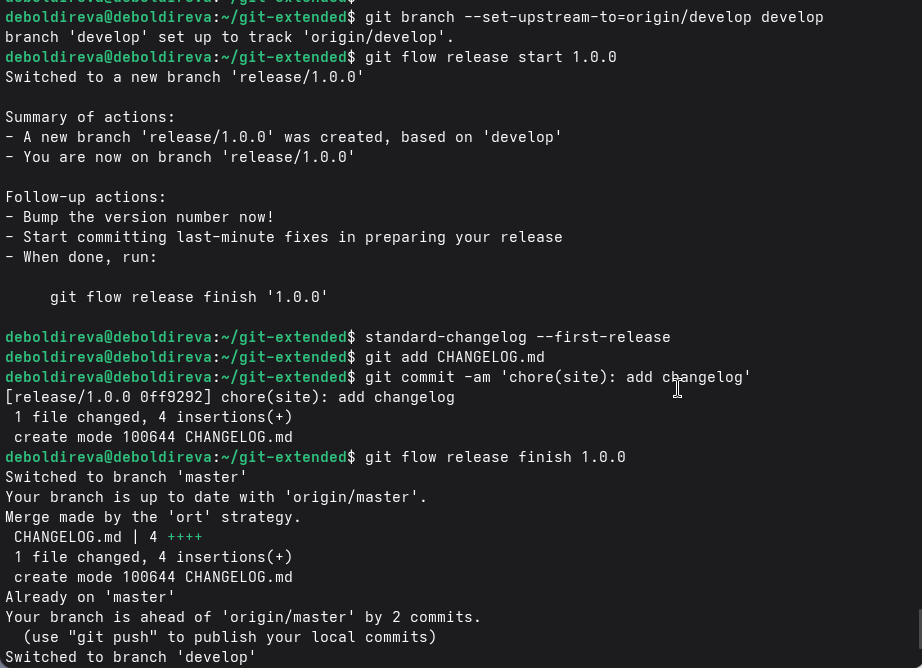 deboldireva@deboldireva:~/git-extended$ git branch --set-upstream-to=origin/develop develop
branch 'develop' set up to track 'origin/develop'.
deboldireva@deboldireva:~/git-extended$ git flow release start 1.0.0
Switched to a new branch 'release/1.0.0'

Summary of actions:
- A new branch 'release/1.0.0' was created, based on 'develop'
- You are now on branch 'release/1.0.0'

Follow-up actions:
- Bump the version number now!
- Start committing last-minute fixes in preparing your release
- When done, run:

     git flow release finish '1.0.0'

deboldireva@deboldireva:~/git-extended$ standard-changelog --first-release
deboldireva@deboldireva:~/git-extended$ git add CHANGELOG.md
deboldireva@deboldireva:~/git-extended$ git commit -am 'chore(site): add changelog'
[release/1.0.0 0ff9292] chore(site): add changelog
 1 file changed, 4 insertions(+)
 create mode 100644 CHANGELOG.md
deboldireva@deboldireva:~/git-extended$ git flow release finish 1.0.0
Switched to branch 'master'
Your branch is up to date with 'origin/master'.
Merge made by the 'ort' strategy.
 CHANGELOG.md | 4 ++++
 1 file changed, 4 insertions(+)
 create mode 100644 CHANGELOG.md
Already on 'master'
Your branch is ahead of 'origin/master' by 2 commits.
  (use "git push" to publish your local commits)
Switched to branch 'develop'